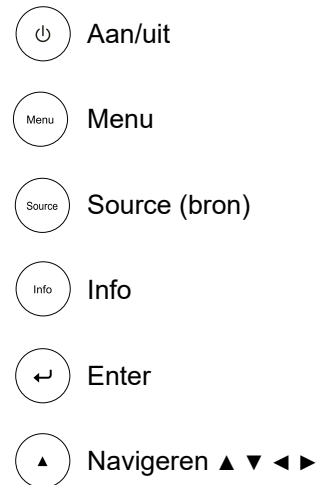 Aan/uit
Menu Menu
Source Source (bron)
Info Info
Enter
▲ Navigeren ▲ ▼ ◄ ►